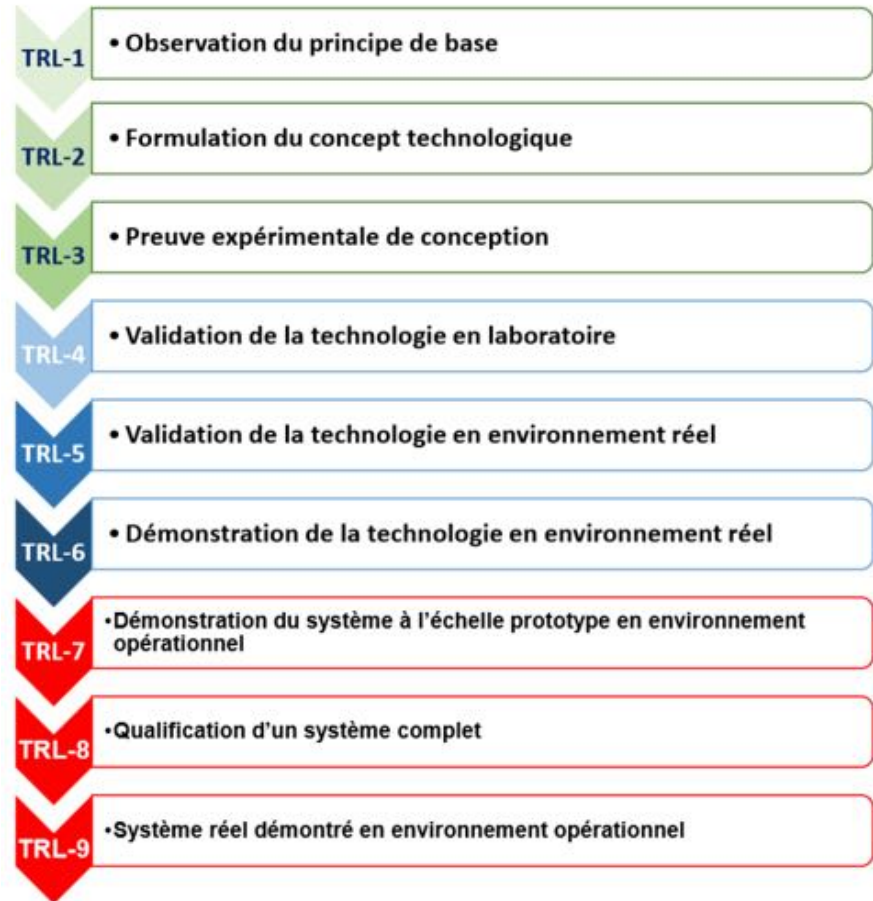 TRL-1
• Observation du principe de base
TRL-2
• Formulation du concept technologique
TRL-3
• Preuve expérimentale de conception
TRL-4
• Validation de la technologie en laboratoire
TRL-5
• Validation de la technologie en environnement réel
TRL-6
• Démonstration de la technologie en environnement réel
TRL-7
•Démonstration du système à l’échelle prototype en environnement
opérationnel
TRL-8
•Qualification d’un système complet
TRL-9
•Système réel démontré en environnement opérationnel